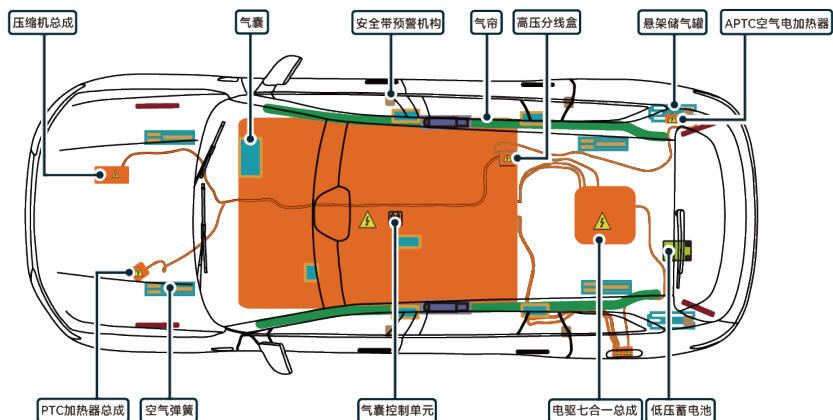 压缩机总成
气囊
安全带预警机构
气帘
高压分线盒
悬架储气罐
APTC空气电加热器
PTC加热器总成
空气弹簧
气囊控制单元
电驱七合一总成
低压蓄电池